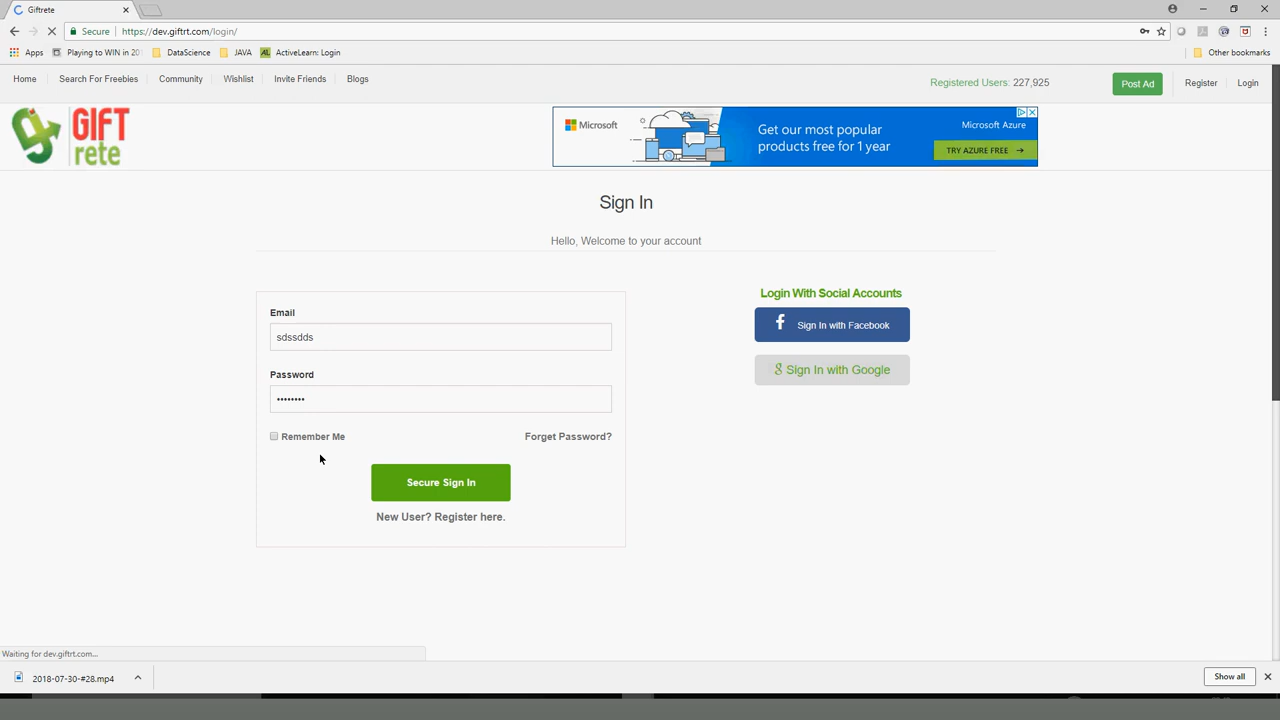 Giftrete
Secure https://dev.giftrt.com/login/
Apps Playing to WIN in 20 DataScience JAVA AL ActiveLearn: Login Other bookmarks
Home Search For Freebies Community Wishlist Invite Friends Blogs Registered Users: 227,925 Post Ad Register Login
GIFT
rete
Microsoft
Get our most popular
products free for 1 year
Microsoft Azure
TRY AZURE FREE →
Sign In
Hello, Welcome to your account
Email
sdssdds
Password
••••••••
Remember Me Forget Password?
Secure Sign In
New User? Register here.
Login With Social Accounts
f Sign In with Facebook
g Sign In with Google
Waiting for dev.giftrt.com...
2018-07-30-#28.mp4 Show all